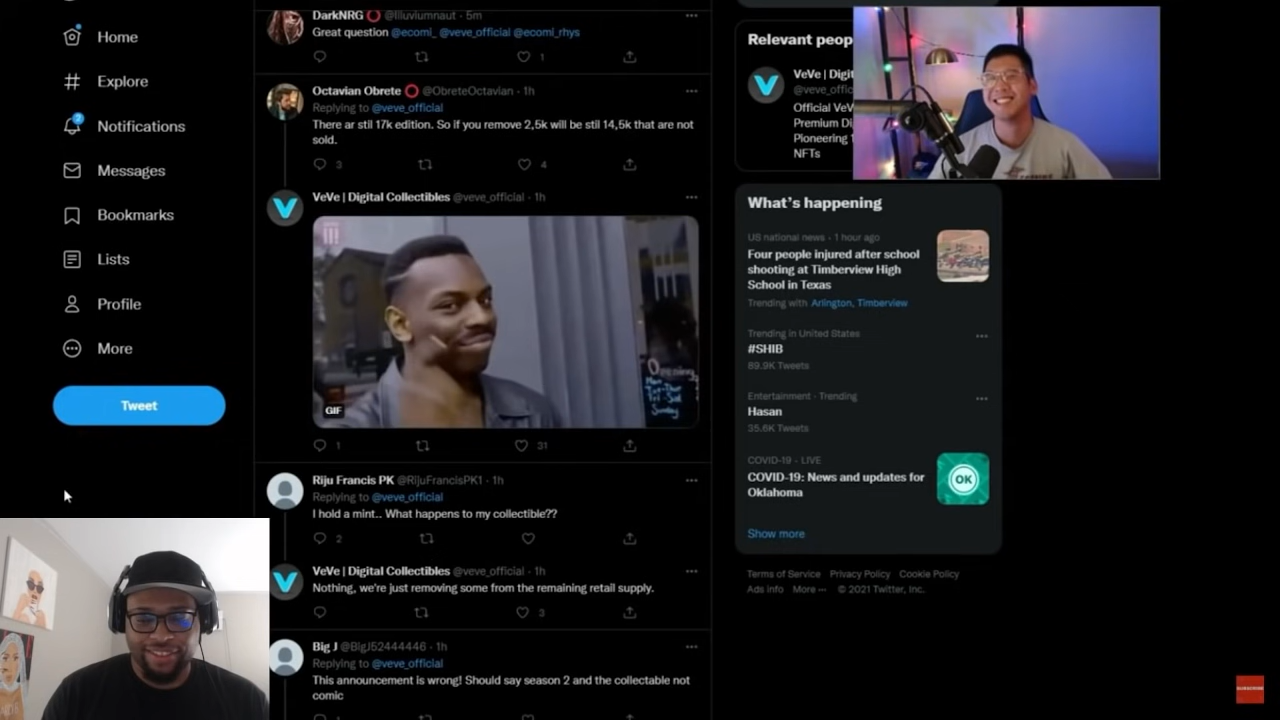 Home
Explore
2
Notifications
Messages
Bookmarks
Lists
Profile
More
Tweet
DarkNRG @liluviumnaut · 5m
Great question @ecomi_ @veve_official @ecomi_rhys
1
Octavian Obrete @ObreteOctavian · 1h
Replying to @veve_official
There ar stil 17k edition. So if you remove 2,5k will be stil 14,5k that are not
sold.
3
4
VeVe | Digital Collectibles @veve_official · 1h
GIF
1
31
Riju Francis PK @RijuFrancisPK1 · 1h
Replying to @veve_official
I hold a mint.. What happens to my collectible??
2
VeVe | Digital Collectibles @veve_official · 1h
Nothing, we're just removing some from the remaining retail supply.
3
Big J @BigJ52444446 · 1h
Replying to @veve_official
This announcement is wrong! Should say season 2 and the collectable not
comic
Relevant peop
VeVe | Digit
@veve_offic
Official VeV
Premium Di
Pioneering
NFTs
What's happening
US national news · 1 hour ago
Four people injured after school
shooting at Timberview High
School in Texas
Trending with Arlington, Timberview
Trending in United States
#SHIB
89.9K Tweets
Entertainment · Trending
Hasan
35.6K Tweets
COVID-19 · LIVE
COVID-19: News and updates for
Oklahoma
OK
Show more
Terms of Service Privacy Policy Cookie Policy
Ads info More ··· © 2021 Twitter, Inc.
SUBSCRIBE